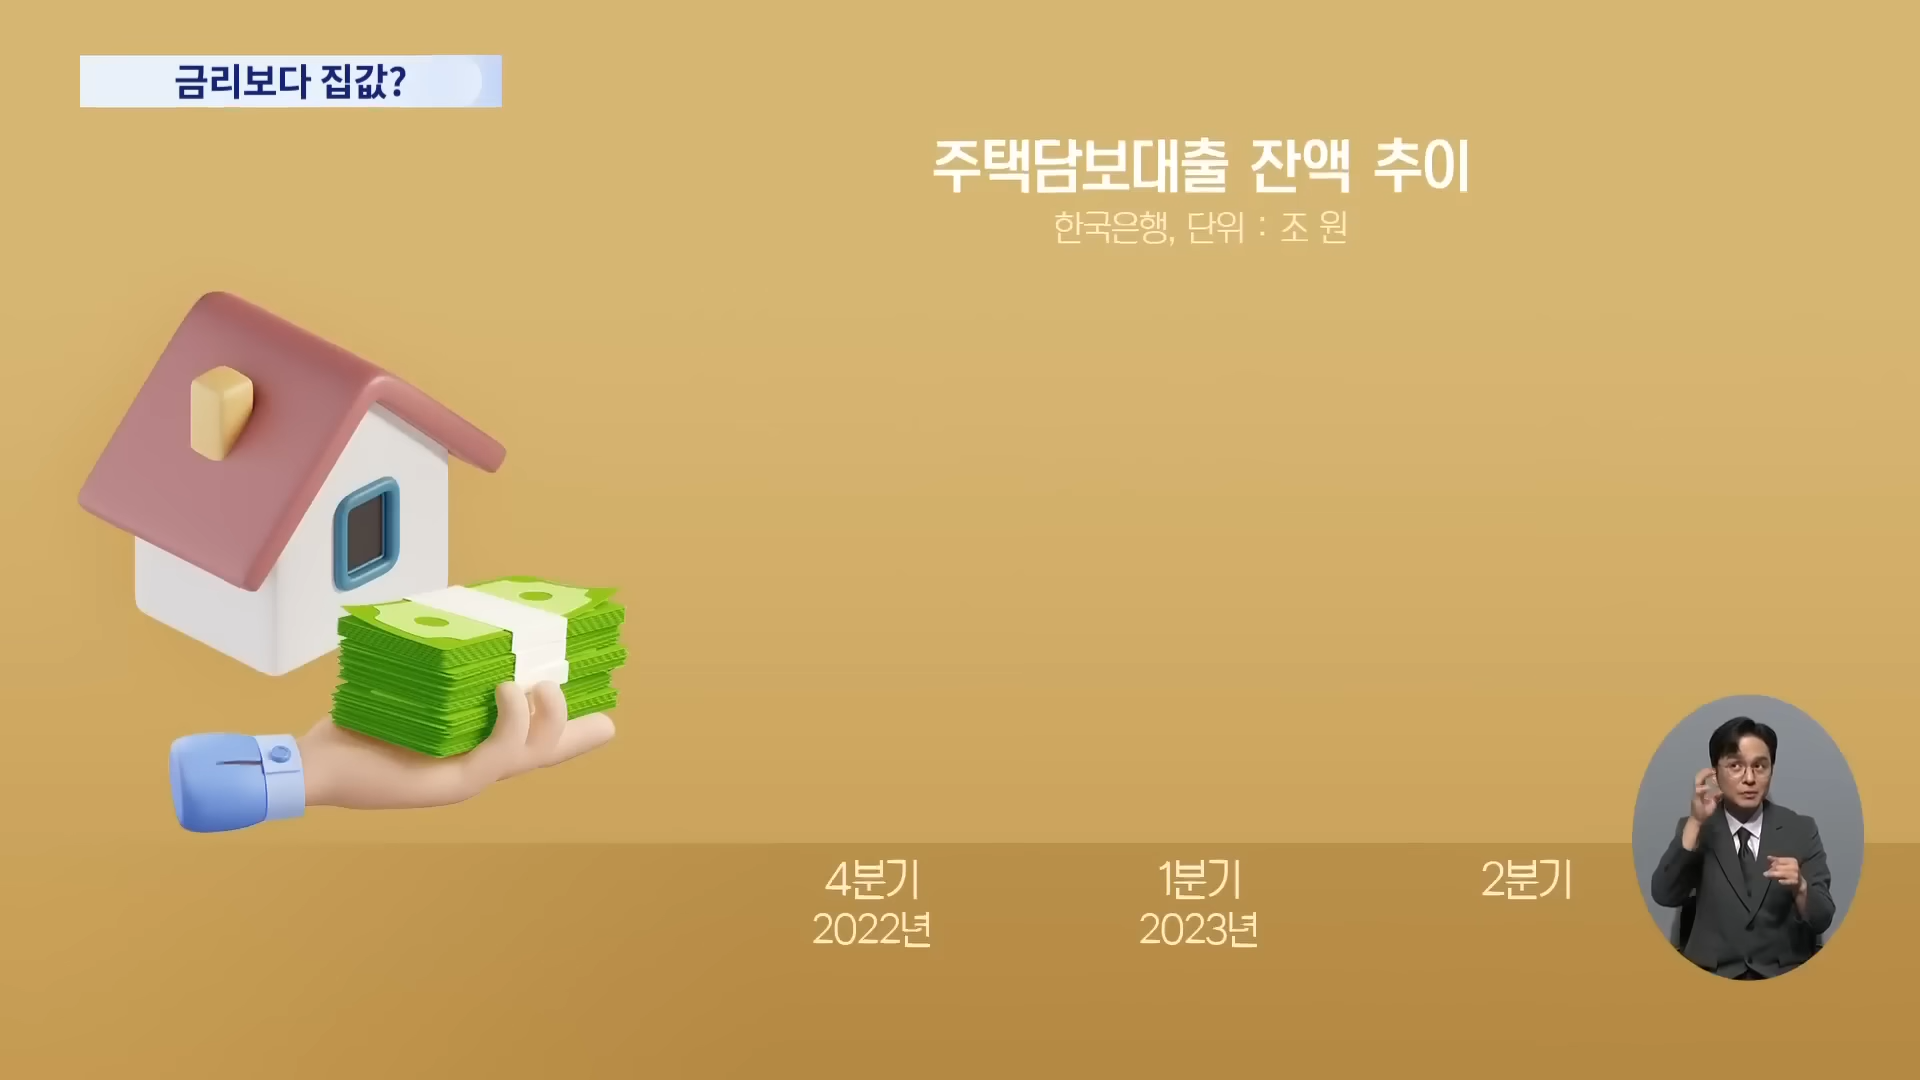 금리보다 집값?
주택담보대출 잔액 추이
한국은행, 단위 : 조 원
4분기
2022년
1분기
2023년
2분기